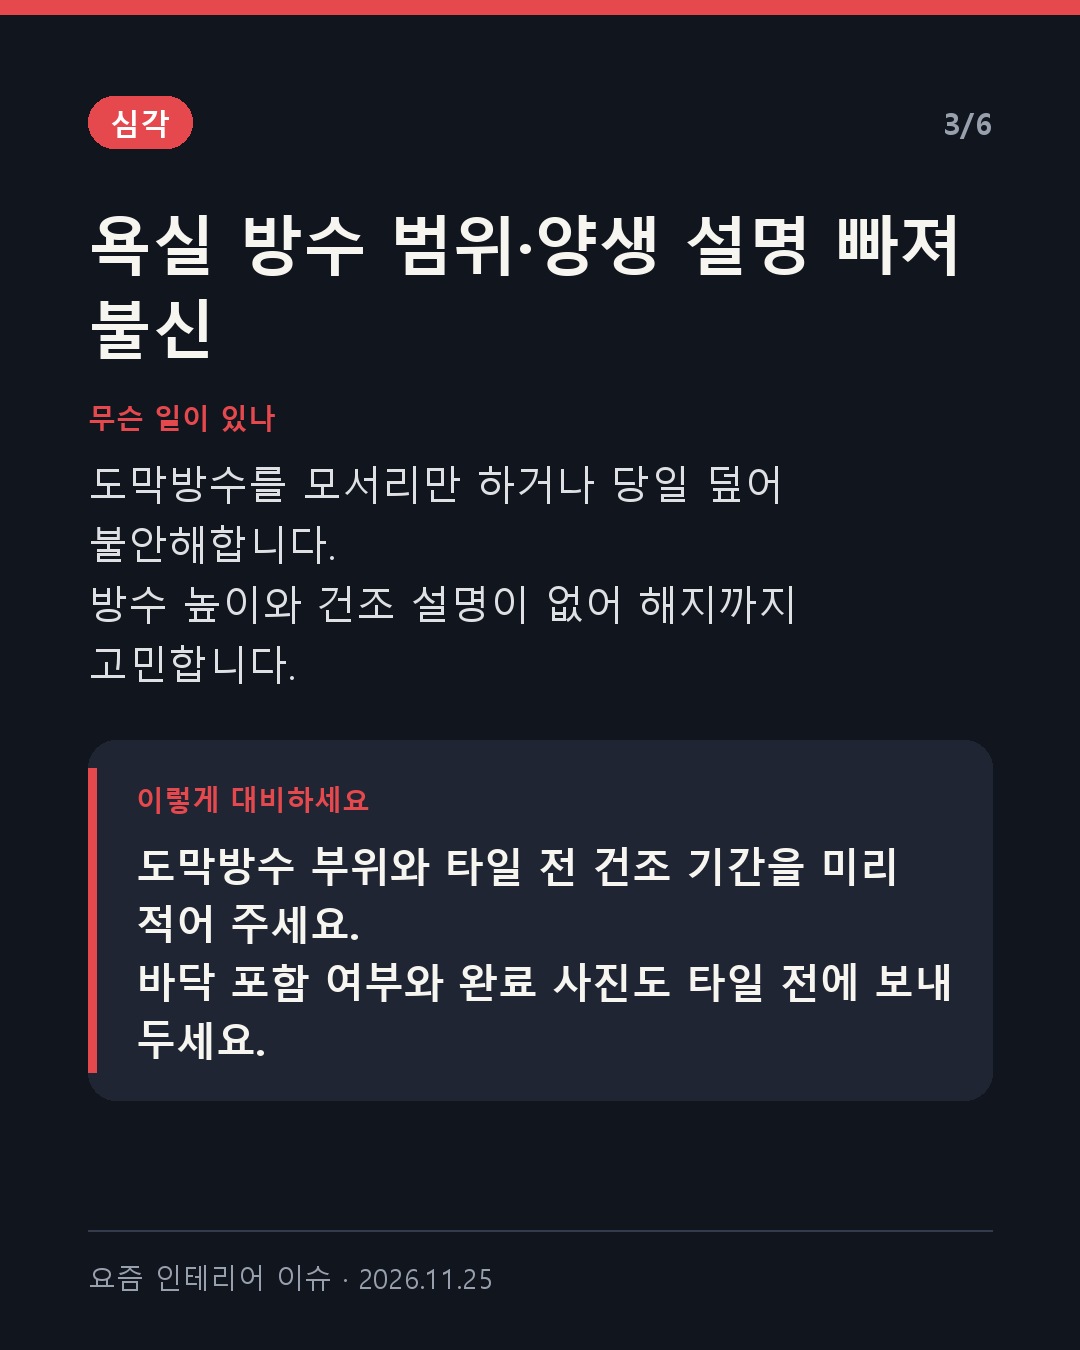 심각
3/6
욕실 방수 범위·양생 설명 빠져
불신
무슨 일이 있나
도막방수를 모서리만 하거나 당일 덮어
불안해합니다.
방수 높이와 건조 설명이 없어 해지까지
고민합니다.
이렇게 대비하세요
도막방수 부위와 타일 전 건조 기간을 미리
적어 주세요.
바닥 포함 여부와 완료 사진도 타일 전에 보내
두세요.
요즘 인테리어 이슈 · 2026.11.25